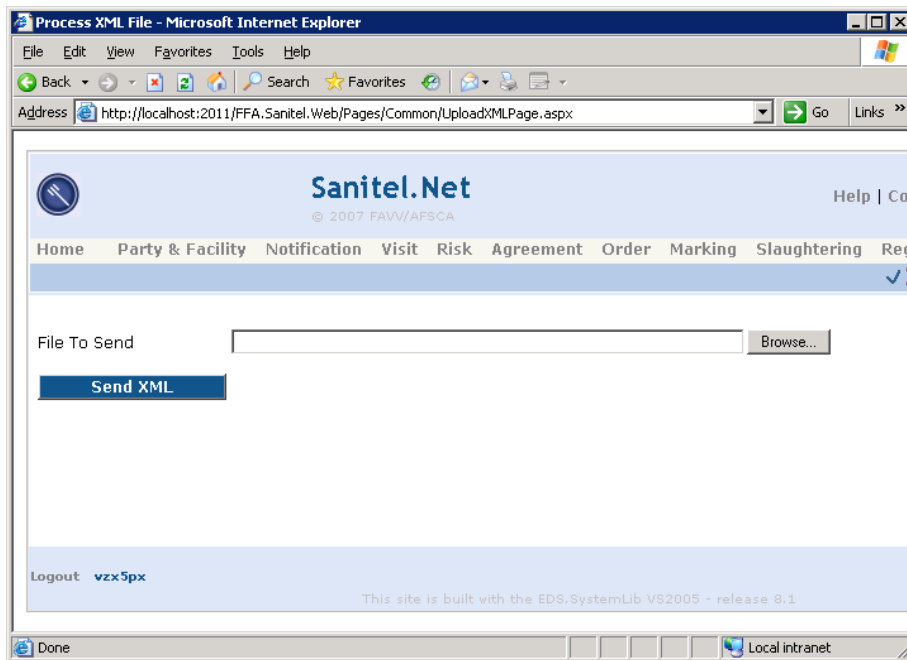 Process XML File - Microsoft Internet Explorer
File Edit View Favorites Tools Help
Back Search Favorites
Address http://localhost:2011/FFA.Sanitel.Web/Pages/Common/UploadXMLPage.aspx Go Links »
Sanitel.Net
Help | Co
© 2007 FAVV/AFSCA
Home Party & Facility Notification Visit Risk Agreement Order Marking Slaughtering Reg
File To Send Browse...
Send XML
Logout vzx5px
This site is built with the EDS.SystemLib VS2005 - release 8.1
Done Local intranet